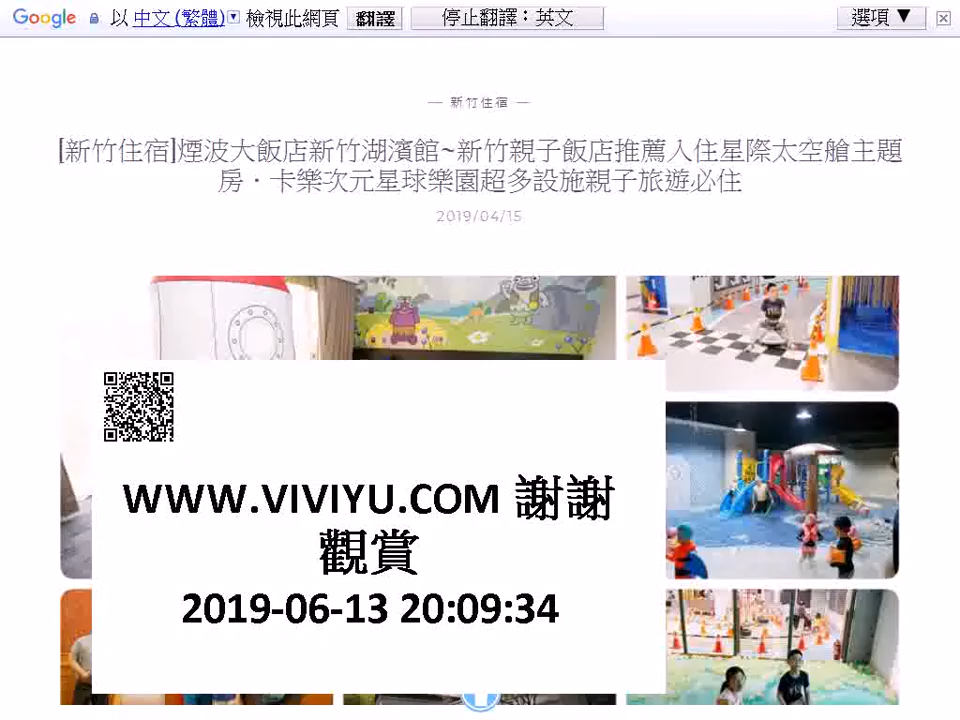 Google 以 中文 (繁體) 檢視此網頁 翻譯 停止翻譯：英文 選項 ▼
— 新竹住宿 —
[新竹住宿]煙波大飯店新竹湖濱館~新竹親子飯店推薦入住星際太空艙主題
房．卡樂次元星球樂園超多設施親子旅遊必住
2019/04/15
WWW.VIVIYU.COM 謝謝
觀賞
2019-06-13 20:09:34